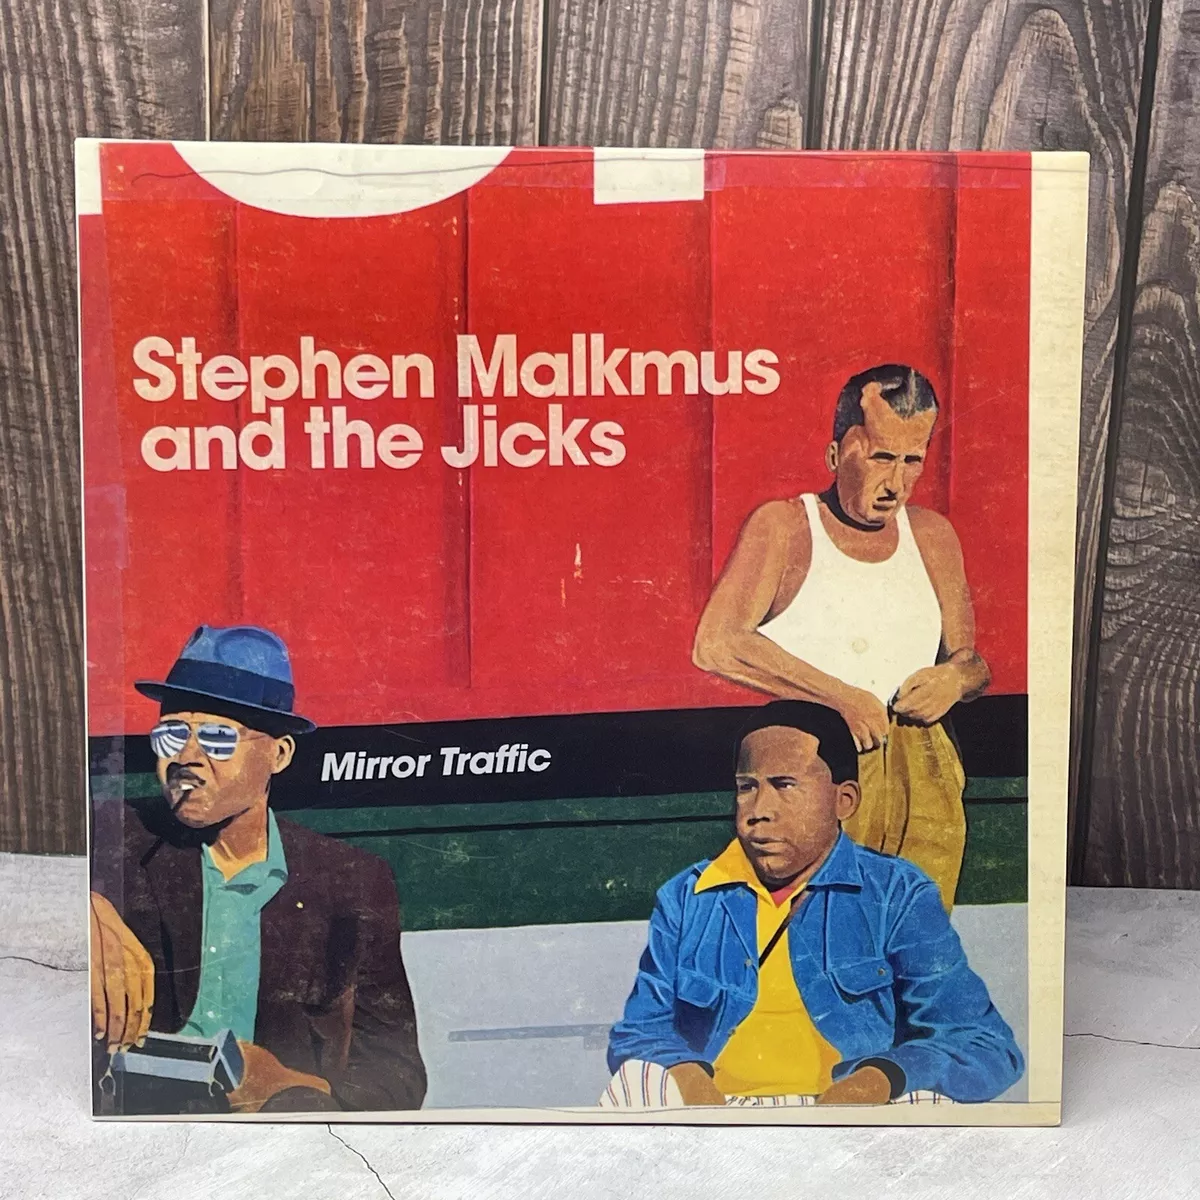 Stephen Malkmus
and the Jicks
Mirror Traffic